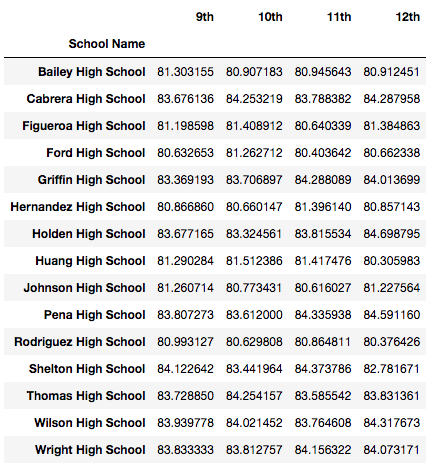 9th 10th 11th 12th
School Name
Bailey High School 81.303155 80.907183 80.945643 80.912451
Cabrera High School 83.676136 84.253219 83.788382 84.287958
Figueroa High School 81.198598 81.408912 80.640339 81.384863
Ford High School 80.632653 81.262712 80.403642 80.662338
Griffin High School 83.369193 83.706897 84.288089 84.013699
Hernandez High School 80.866860 80.660147 81.396140 80.857143
Holden High School 83.677165 83.324561 83.815534 84.698795
Huang High School 81.290284 81.512386 81.417476 80.305983
Johnson High School 81.260714 80.773431 80.616027 81.227564
Pena High School 83.807273 83.612000 84.335938 84.591160
Rodriguez High School 80.993127 80.629808 80.864811 80.376426
Shelton High School 84.122642 83.441964 84.373786 82.781671
Thomas High School 83.728850 84.254157 83.585542 83.831361
Wilson High School 83.939778 84.021452 83.764608 84.317673
Wright High School 83.833333 83.812757 84.156322 84.073171